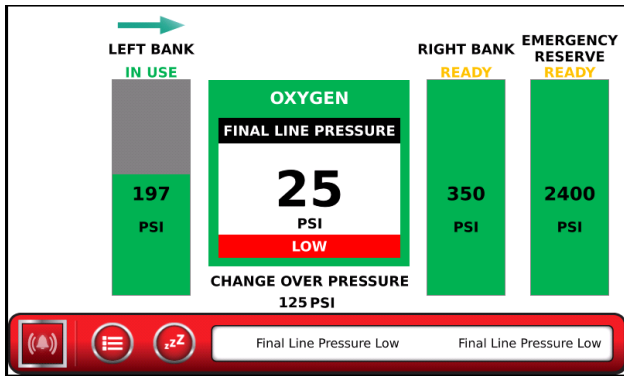 LEFT BANK
IN USE
197
PSI
OXYGEN
FINAL LINE PRESSURE
25
PSI
LOW
CHANGE OVER PRESSURE
125 PSI
RIGHT BANK
READY
350
PSI
EMERGENCY
RESERVE
READY
2400
PSI
zzZ
Final Line Pressure Low Final Line Pressure Low